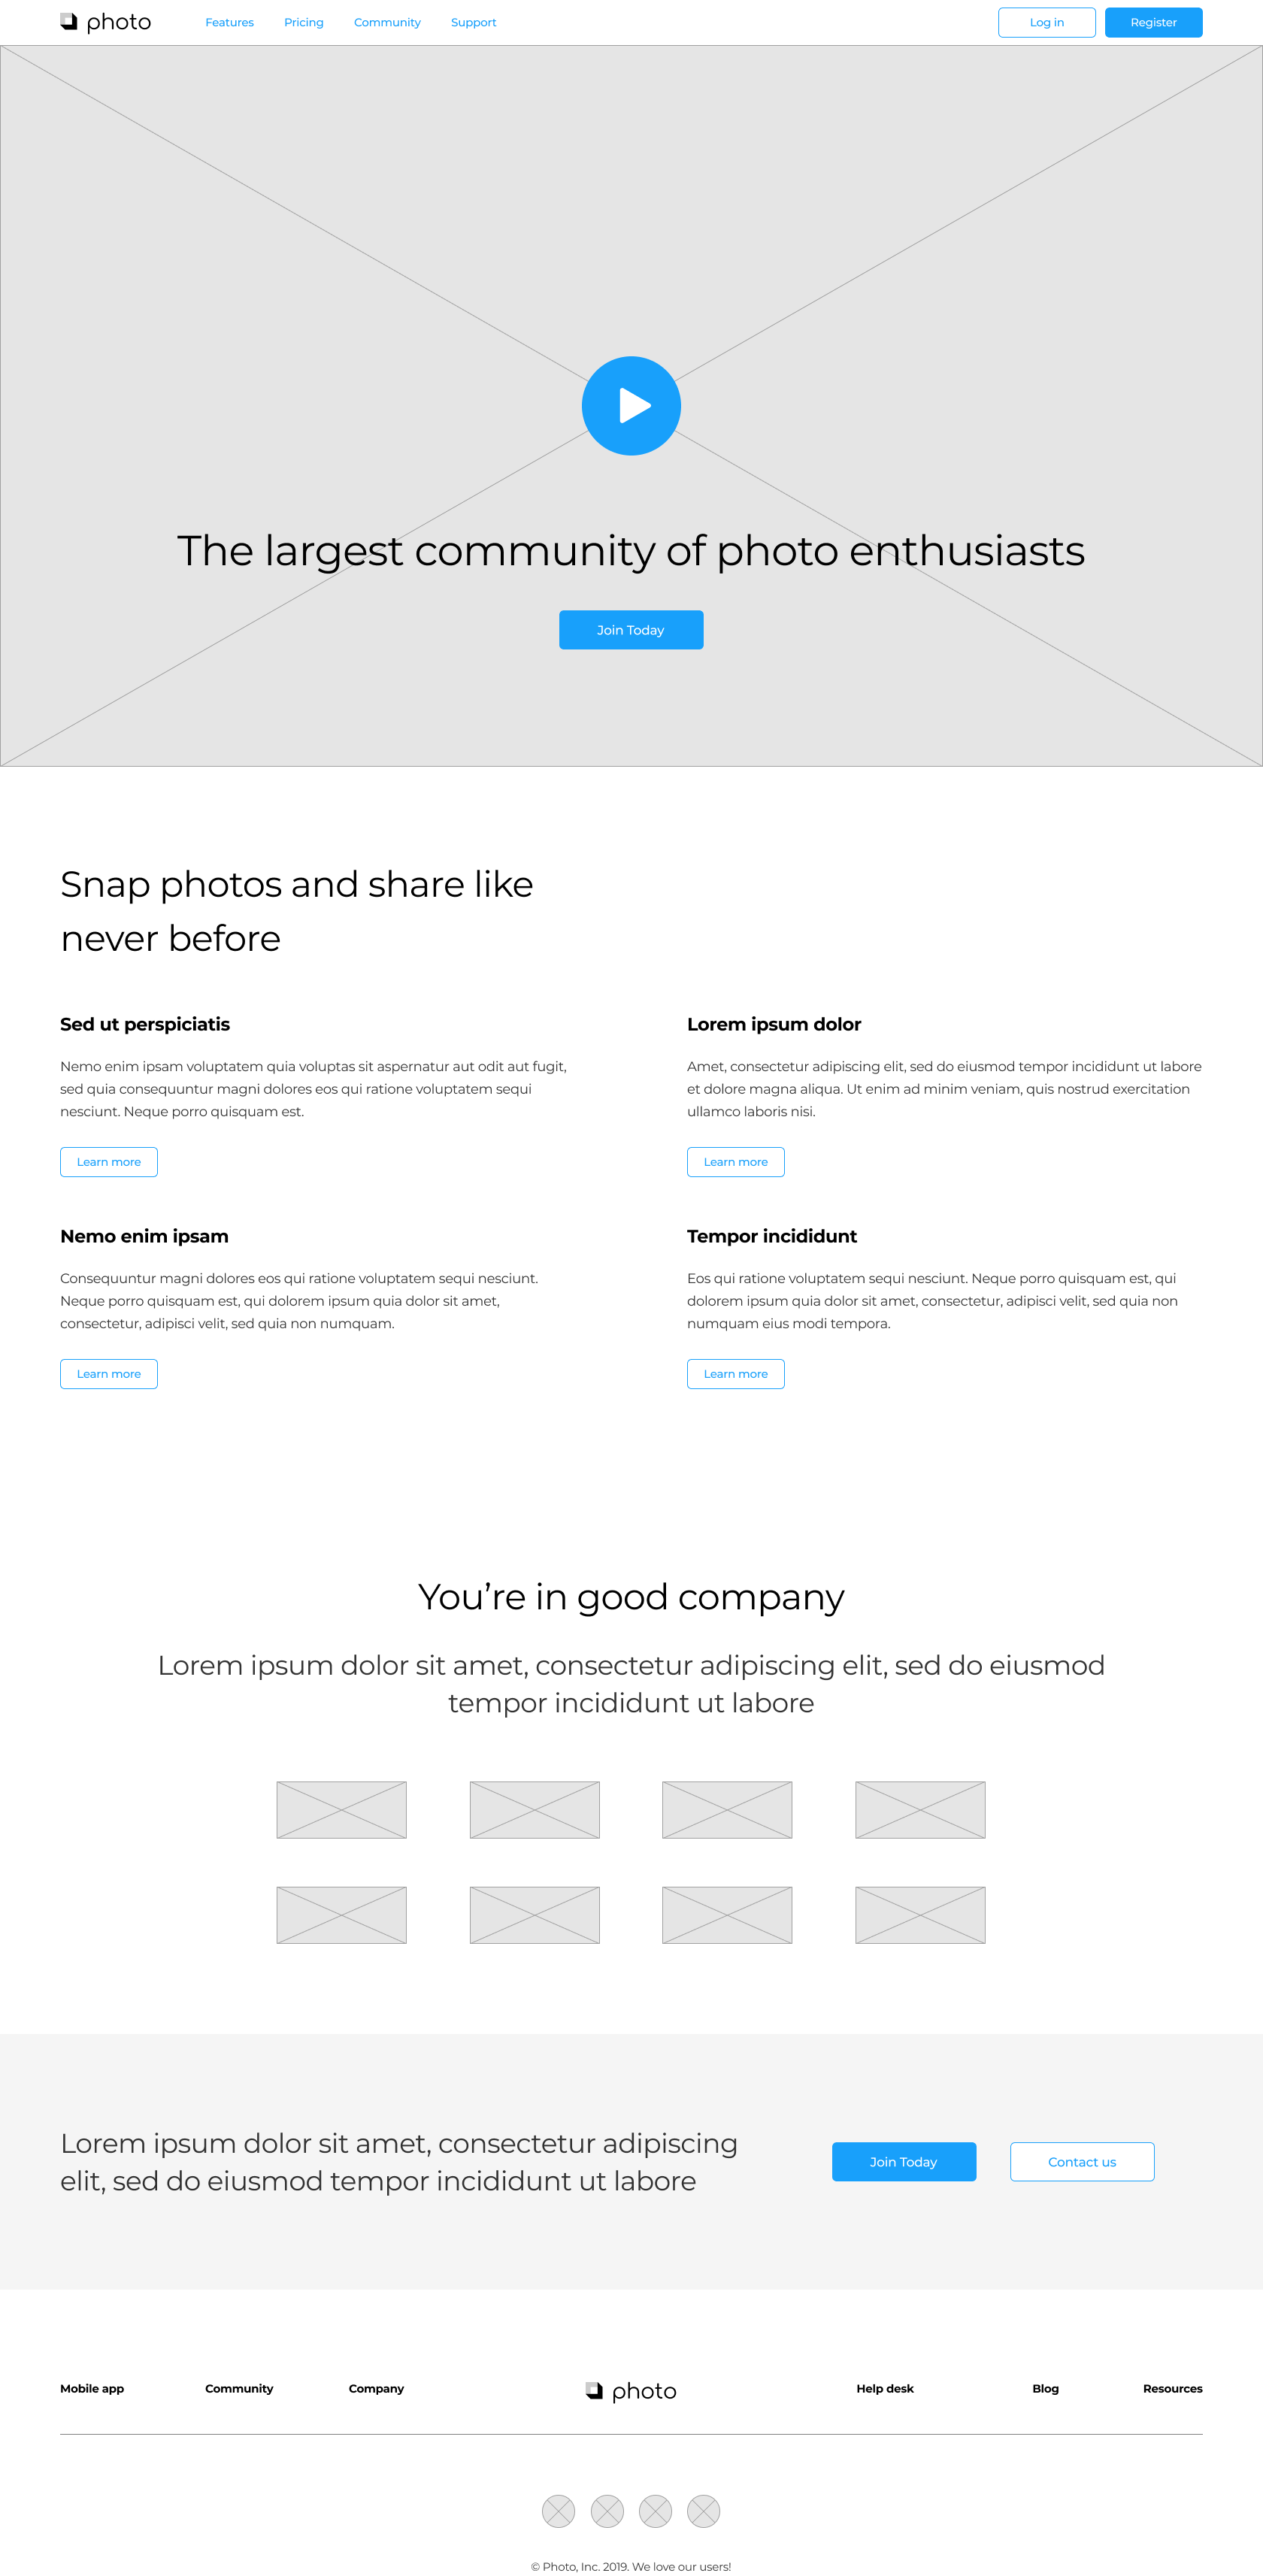 photo
Features
Pricing
Community
Support
Log in
Register
The largest community of photo enthusiasts
Join Today
Snap photos and share like
never before
Sed ut perspiciatis
Nemo enim ipsam voluptatem quia voluptas sit aspernatur aut odit aut fugit,
sed quia consequuntur magni dolores eos qui ratione voluptatem sequi
nesciunt. Neque porro quisquam est.
Learn more
Lorem ipsum dolor
Amet, consectetur adipiscing elit, sed do eiusmod tempor incididunt ut labore
et dolore magna aliqua. Ut enim ad minim veniam, quis nostrud exercitation
ullamco laboris nisi.
Learn more
Nemo enim ipsam
Consequuntur magni dolores eos qui ratione voluptatem sequi nesciunt.
Neque porro quisquam est, qui dolorem ipsum quia dolor sit amet,
consectetur, adipisci velit, sed quia non numquam.
Learn more
Tempor incididunt
Eos qui ratione voluptatem sequi nesciunt. Neque porro quisquam est, qui
dolorem ipsum quia dolor sit amet, consectetur, adipisci velit, sed quia non
numquam eius modi tempora.
Learn more
You’re in good company
Lorem ipsum dolor sit amet, consectetur adipiscing elit, sed do eiusmod
tempor incididunt ut labore
Lorem ipsum dolor sit amet, consectetur adipiscing
elit, sed do eiusmod tempor incididunt ut labore
Join Today
Contact us
Mobile app
Community
Company
photo
Help desk
Blog
Resources
© Photo, Inc. 2019. We love our users!